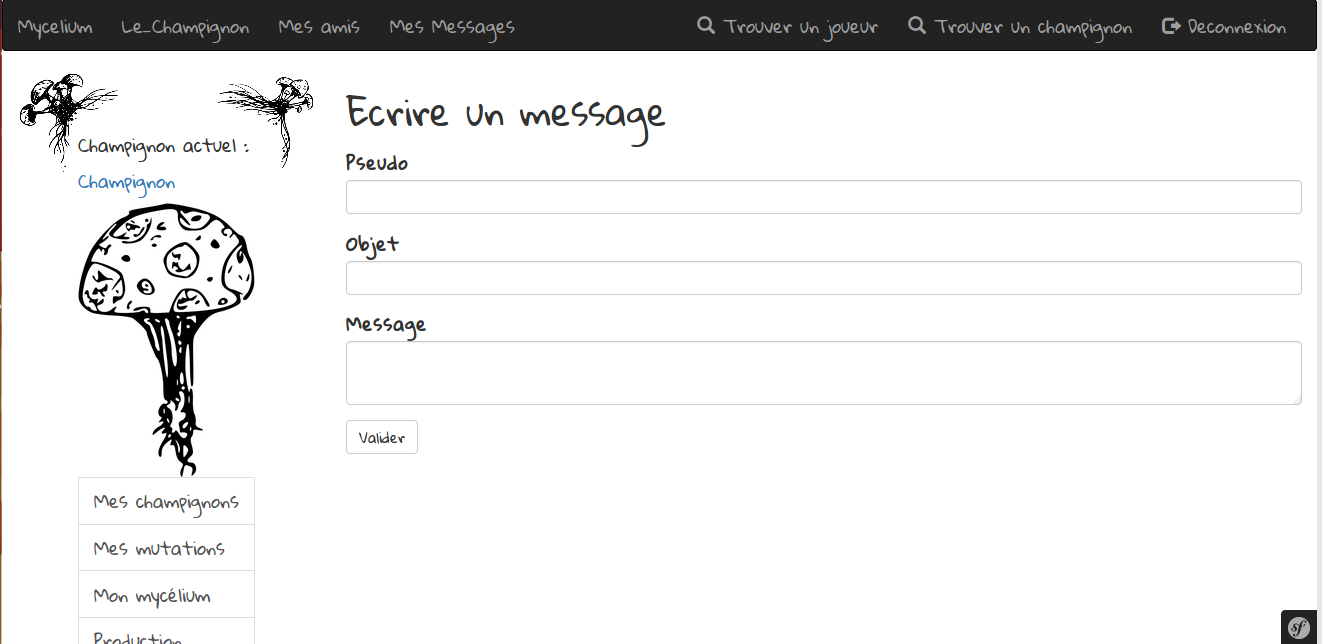 Mycelium Le_Champignon Mes amis Mes Messages Trouver un joueur Trouver un champignon Deconnexion
Champignon actuel :
Champignon
Mes champignons
Mes mutations
Mon mycélium
Production
Ecrire un message
Pseudo
Objet
Message
Valider
sf